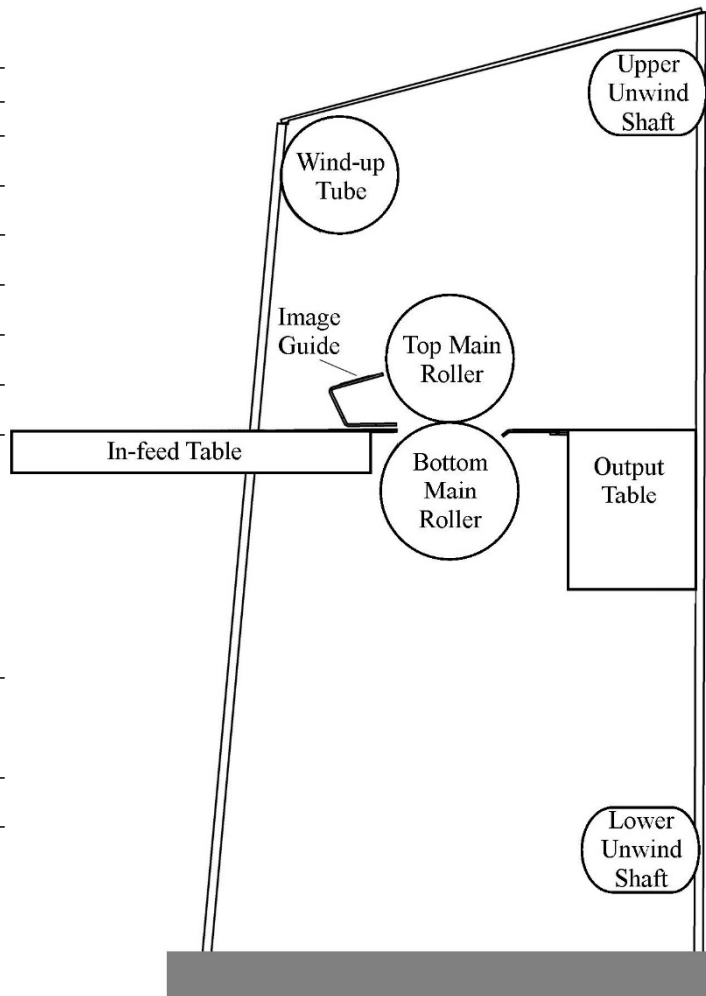 Upper
Unwind
Shaft
Wind-up
Tube
Image
Guide
Top Main
Roller
In-feed Table
Bottom
Main
Roller
Output
Table
Lower
Unwind
Shaft